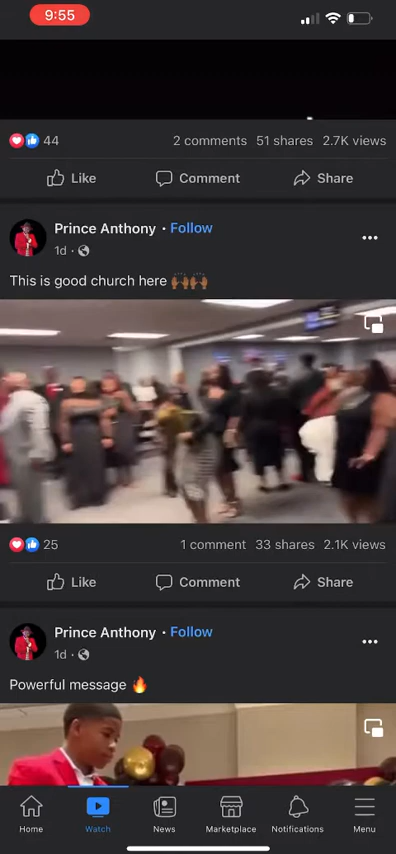 9:55
44 2 comments 51 shares 2.7K views
Like Comment Share
Prince Anthony · Follow
1d ·
This is good church here 🙌🏾🙌🏾
25 1 comment 33 shares 2.1K views
Like Comment Share
Prince Anthony · Follow
1d ·
Powerful message 🔥
Home Watch News Marketplace Notifications Menu